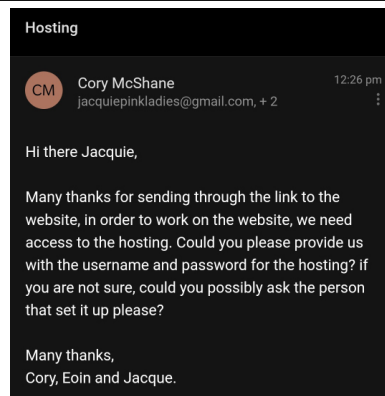 Hosting
CM
Cory McShane
12:26 pm
jacquiepinkladies@gmail.com, + 2
Hi there Jacquie,
Many thanks for sending through the link to the
website, in order to work on the website, we need
access to the hosting. Could you please provide us
with the username and password for the hosting? if
you are not sure, could you possibly ask the person
that set it up please?
Many thanks,
Cory, Eoin and Jacque.